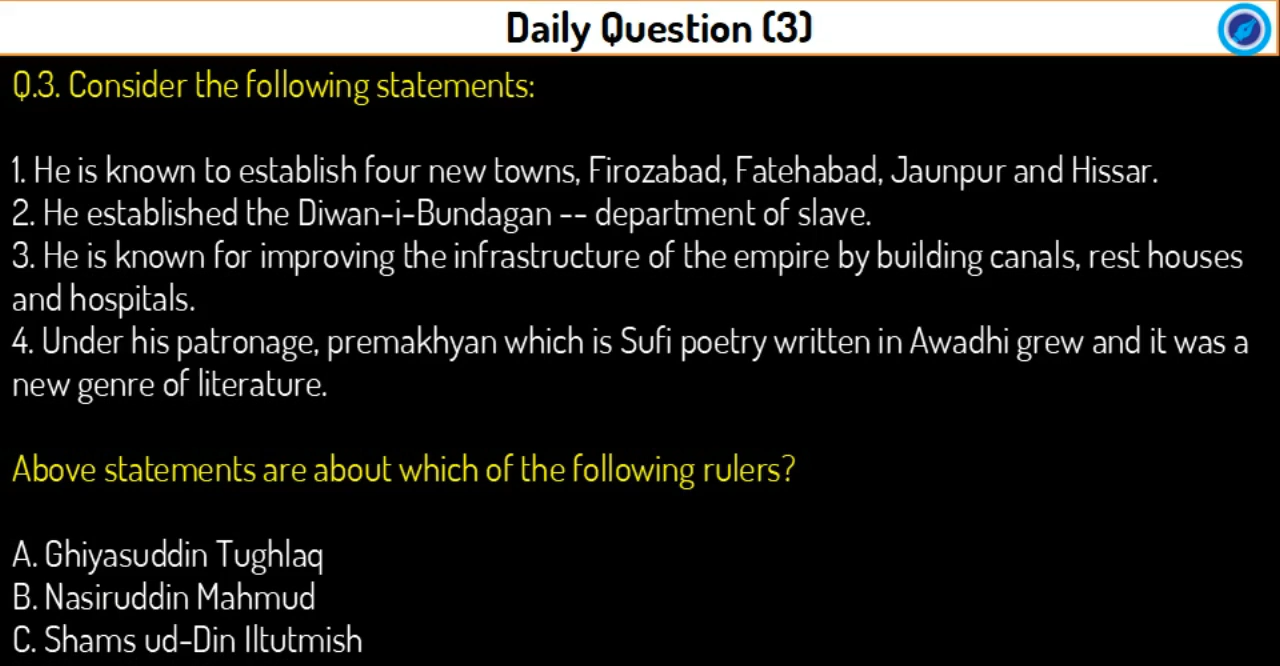 Daily Question (3)
Q.3. Consider the following statements:
1. He is known to establish four new towns, Firozabad, Fatehabad, Jaunpur and Hissar.
2. He established the Diwan-i-Bundagan -- department of slave.
3. He is known for improving the infrastructure of the empire by building canals, rest houses
and hospitals.
4. Under his patronage, premakhyan which is Sufi poetry written in Awadhi grew and it was a
new genre of literature.
Above statements are about which of the following rulers?
A. Ghiyasuddin Tughlaq
B. Nasiruddin Mahmud
C. Shams ud-Din Iltutmish